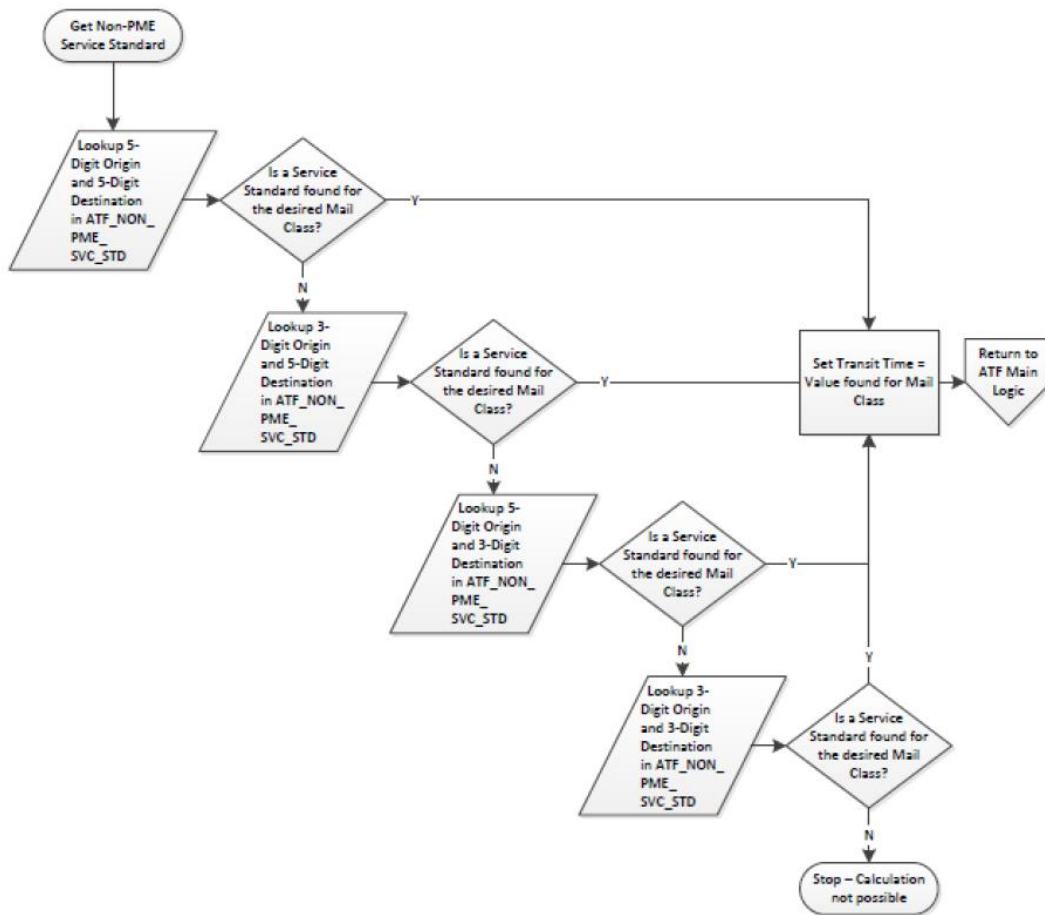 Get Non-PME
Service Standard
Lookup 5-
Digit Origin
and 5-Digit
Destination
in ATF_NON_
PME_
SVC_STD
Is a Service
Standard found for
the desired Mail
Class?
Y
N
Lookup 3-
Digit Origin
and 5-Digit
Destination
in ATF_NON_
PME_
SVC_STD
Is a Service
Standard found for
the desired Mail
Class?
Y
Set Transit Time =
Value found for Mail
Class
Return to
ATF Main
Logic
N
Lookup 5-
Digit Origin
and 3-Digit
Destination
in ATF_NON_
PME_
SVC_STD
Is a Service
Standard found for
the desired Mail
Class?
Y
N
Lookup 3-
Digit Origin
and 3-Digit
Destination
in ATF_NON_
PME_
SVC_STD
Y
Is a Service
Standard found for
the desired Mail
Class?
N
Stop – Calculation
not possible